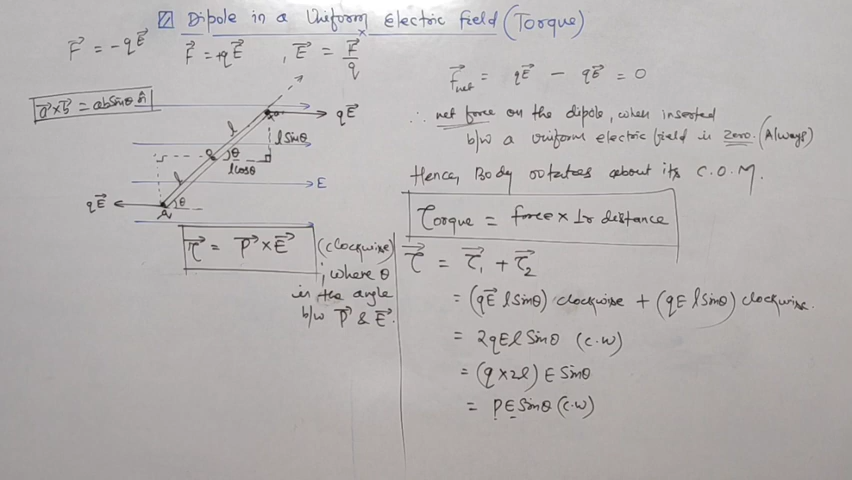 Dipole in a Uniform Electric field (Torque)
F⃗ = -qE⃗
F⃗ = +qE⃗ , E⃗ = F⃗/q
a⃗×b⃗ = ab sinθ n̂
qE⃗
l
l sinθ
θ
l cosθ
l
E
qE⃗
θ
τ⃗ = P⃗ × E⃗
(clockwise)
; where θ
is the angle
b/w P⃗ & E⃗.
F⃗net = qE⃗ - qE⃗ = 0
∴ net force on the dipole, when inserted
b/w a uniform electric field is zero. (Always)
Hence, Body rotates about its C.O.M.
Torque = force × ⊥r distance
τ⃗ = τ⃗₁ + τ⃗₂
= (qE⃗ l sinθ) clockwise + (qE l sinθ) clockwise.
= 2qEl sinθ (c.w)
= (q × 2l) E sinθ
= PE sinθ (c.w)